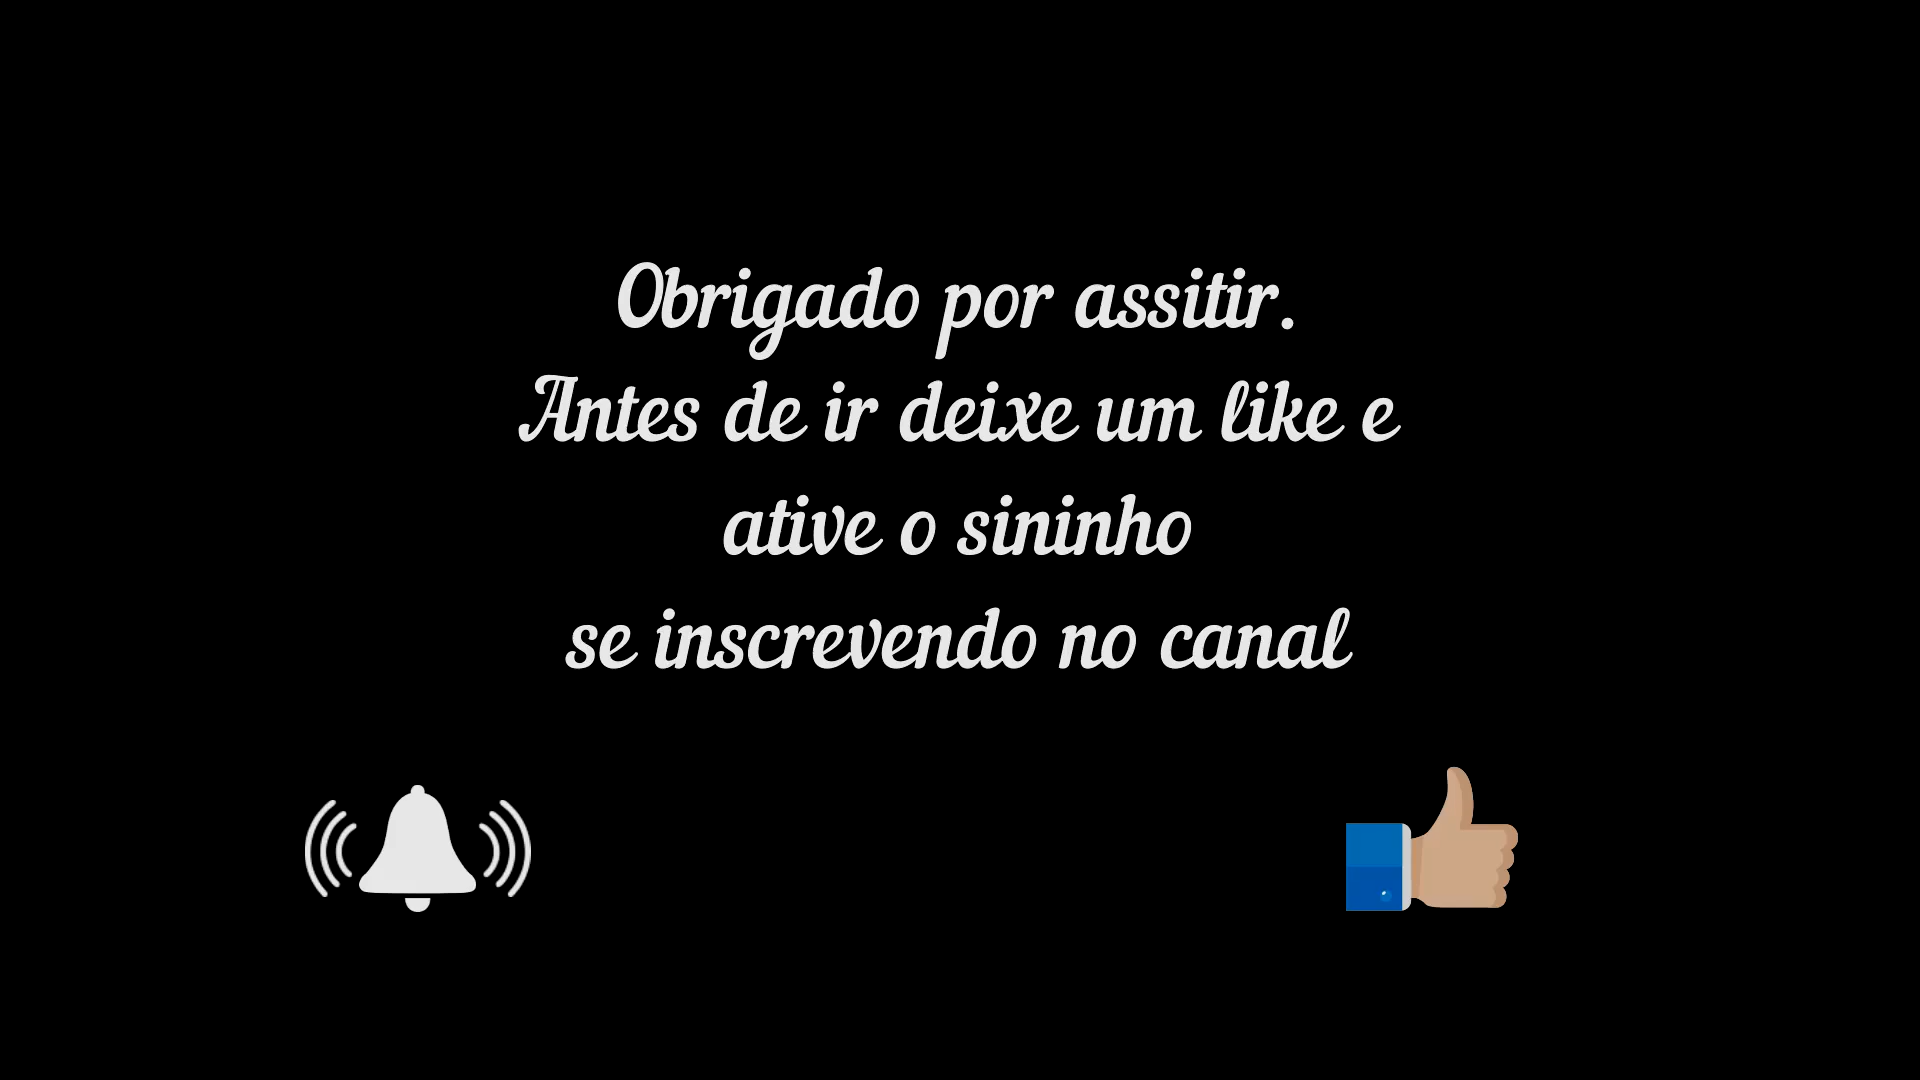 Obrigado por assitir.
Antes de ir deixe um like e
ative o sininho
se inscrevendo no canal